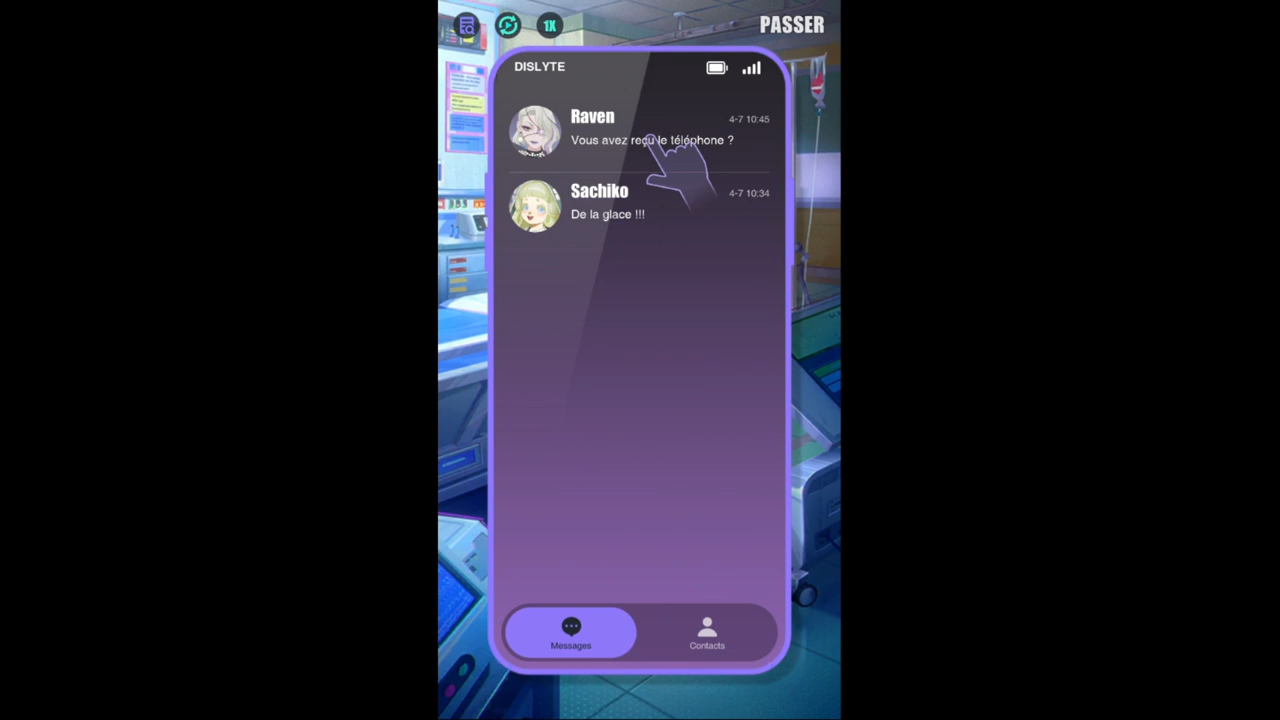 1X
PASSER
DISLYTE
Raven
4-7 10:45
Vous avez reçu le téléphone ?
Sachiko
4-7 10:34
De la glace !!!
Messages
Contacts